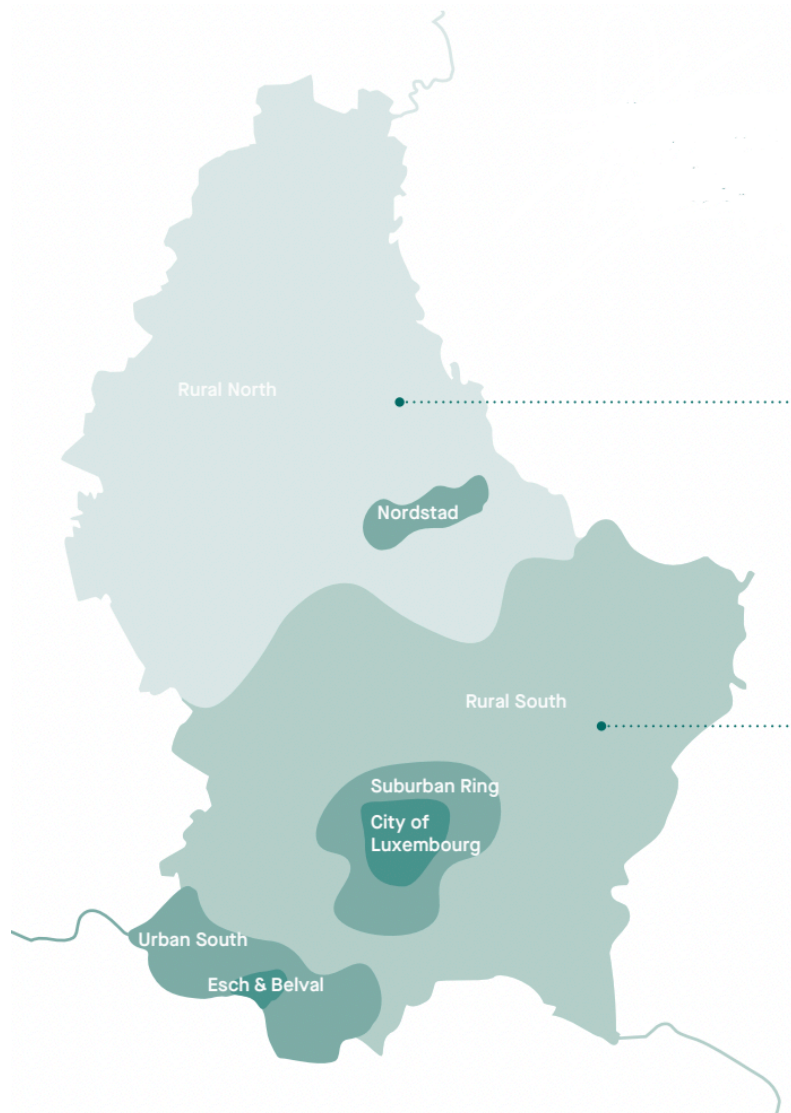 Rural North
Nordstad
Rural South
Suburban Ring
City of
Luxembourg
Urban South
Esch & Belval